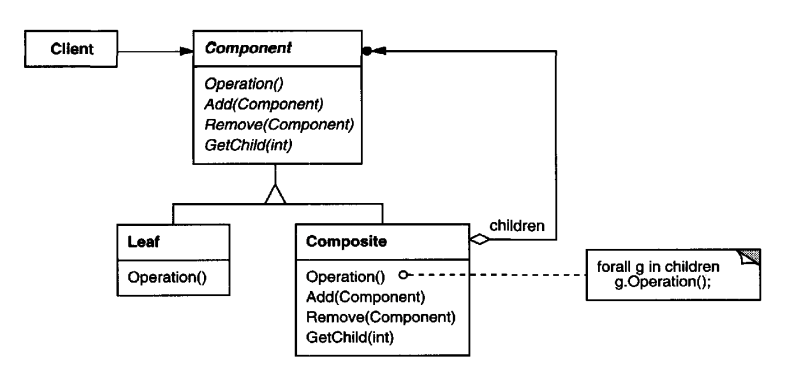 Client
Component
Operation()
Add(Component)
Remove(Component)
GetChild(int)
children
Leaf
Operation()
Composite
Operation()
Add(Component)
Remove(Component)
GetChild(int)
forall g in children
g.Operation();